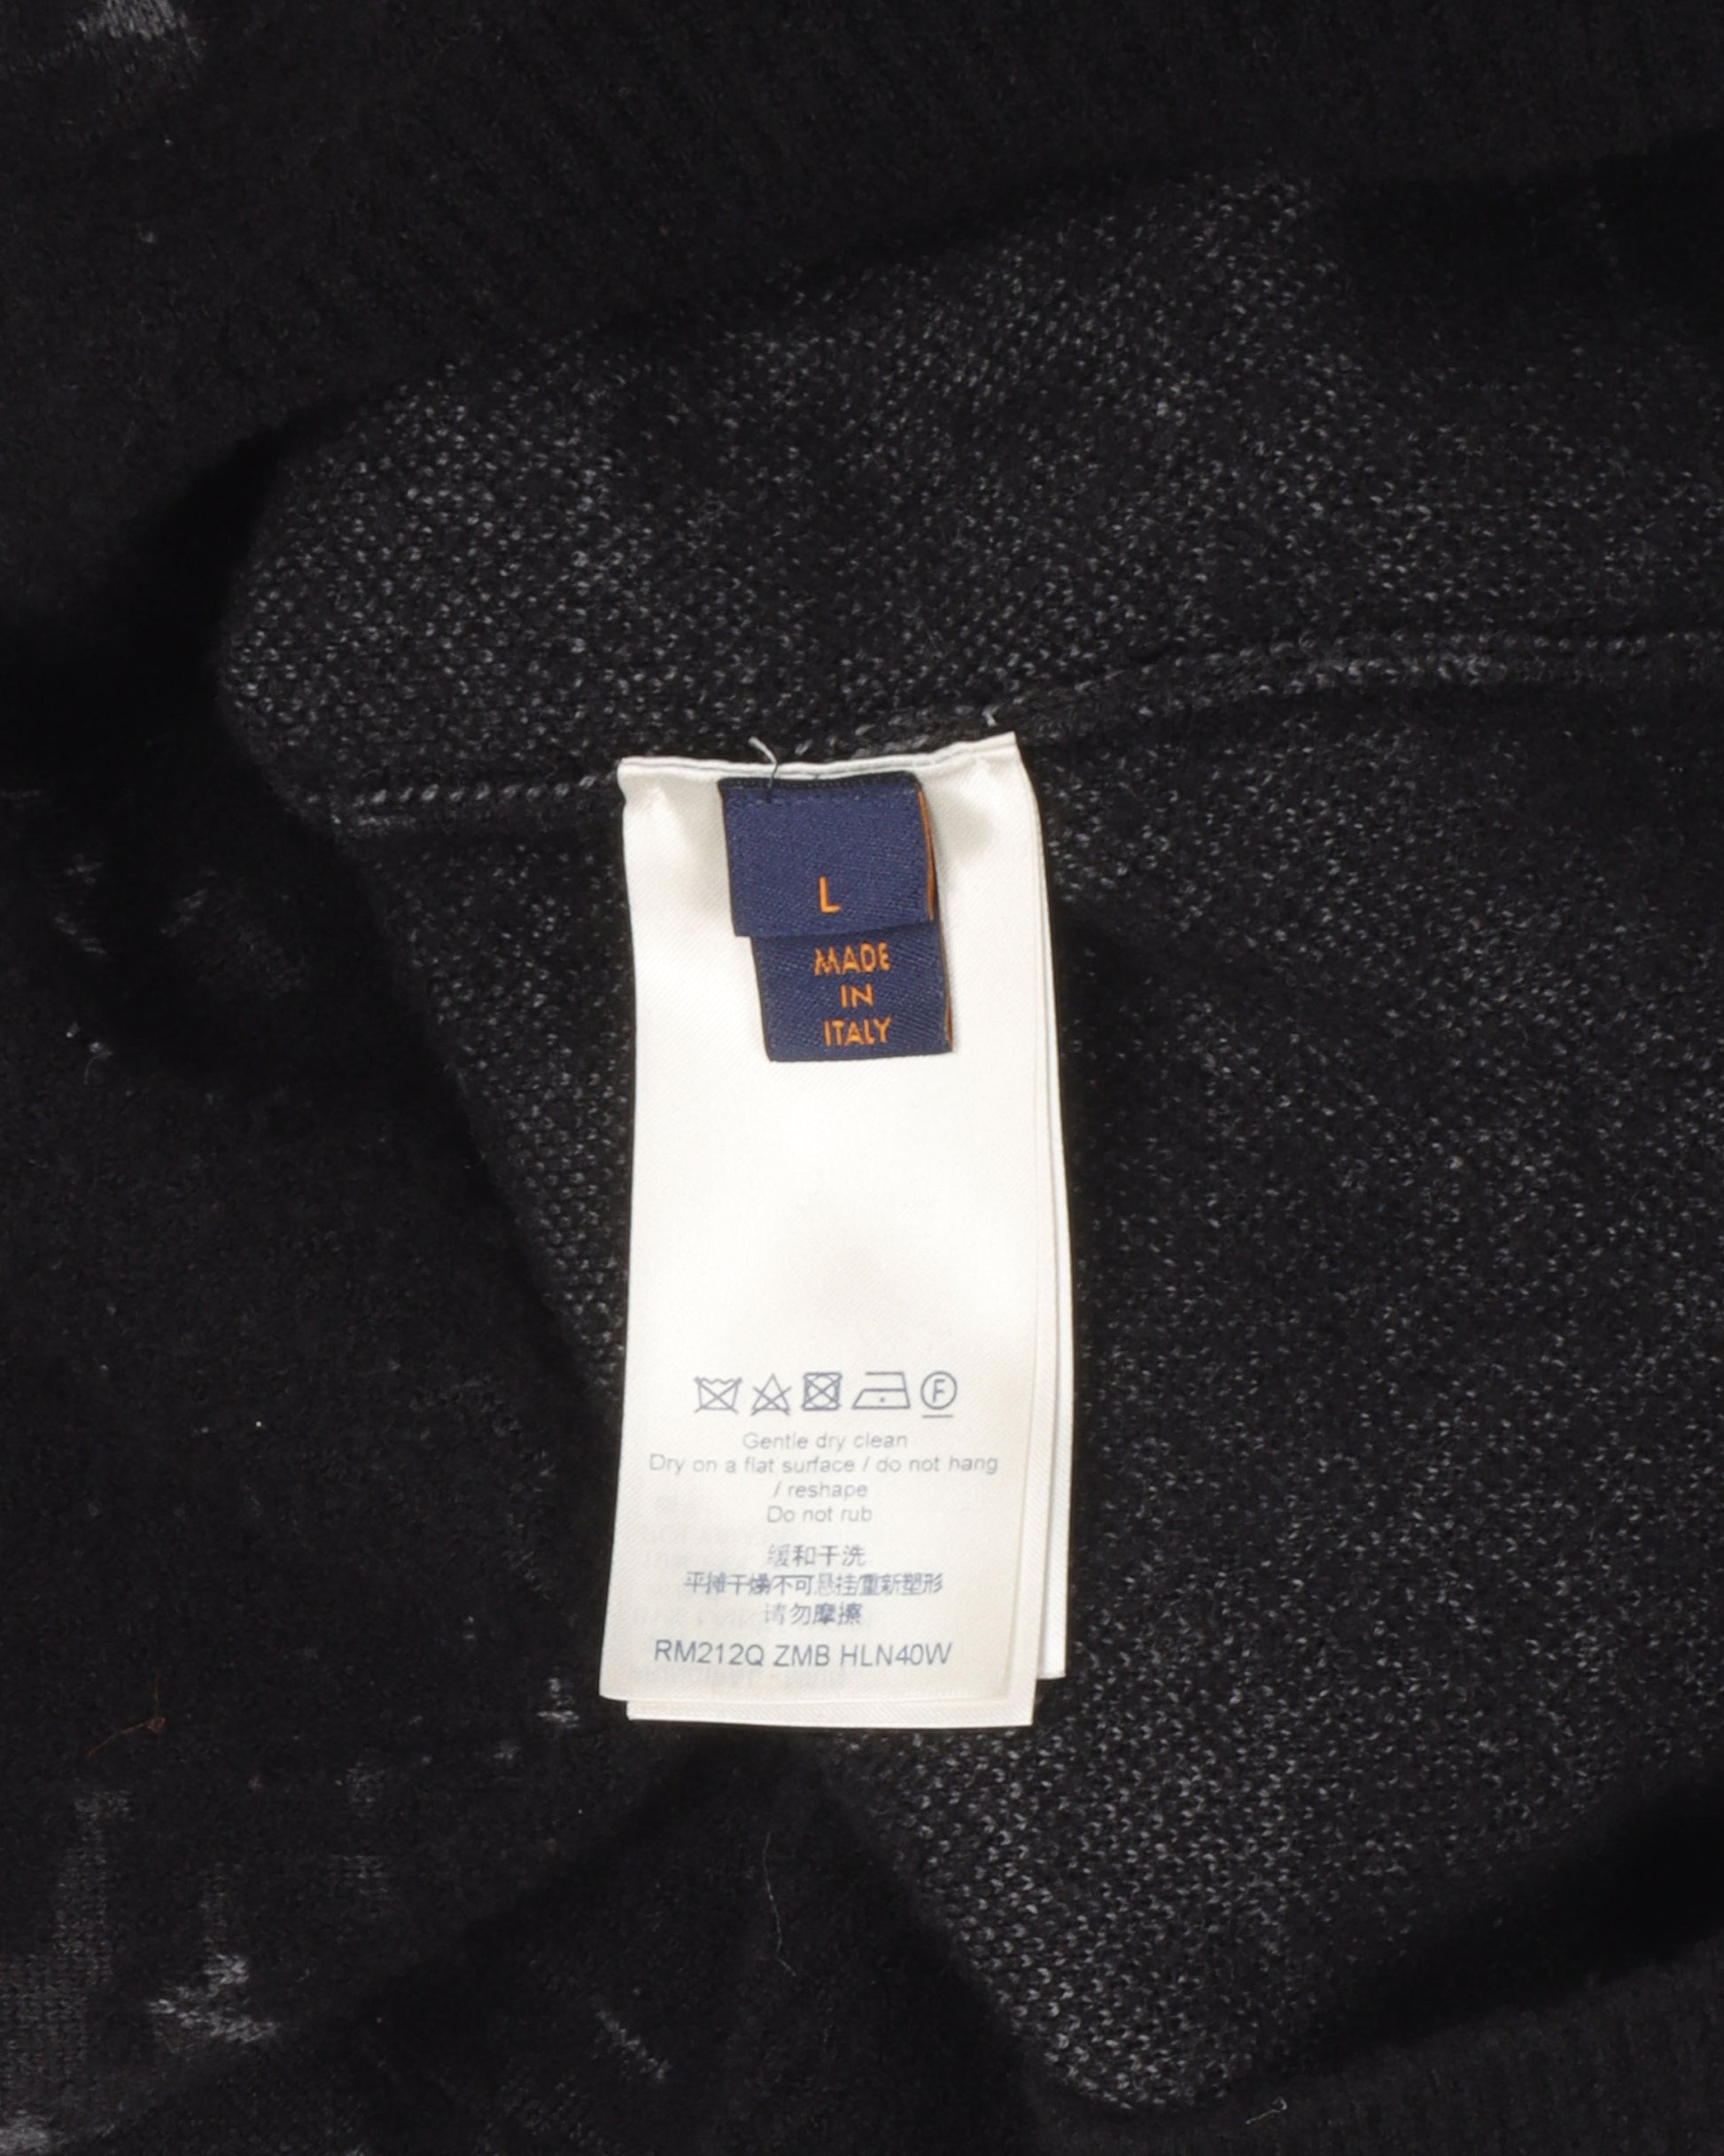 L
MADE
IN
ITALY
F
Gentle dry clean
Dry on a flat surface / do not hang
/ reshape
Do not rub
缓和干洗
平摊干燥/不可悬挂/重新塑形
请勿摩擦
RM212Q ZMB HLN40W